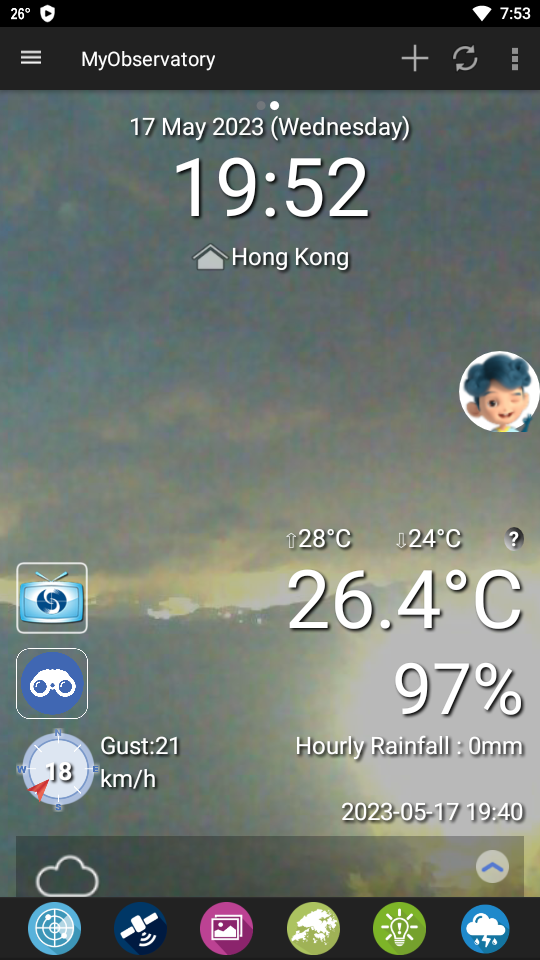 26°
7:53
MyObservatory
17 May 2023 (Wednesday)
19:52
Hong Kong
⇧28°C ⇩24°C ?
26.4°C
97%
N
W 18 E
S
Gust:21
km/h
Hourly Rainfall : 0mm
2023-05-17 19:40